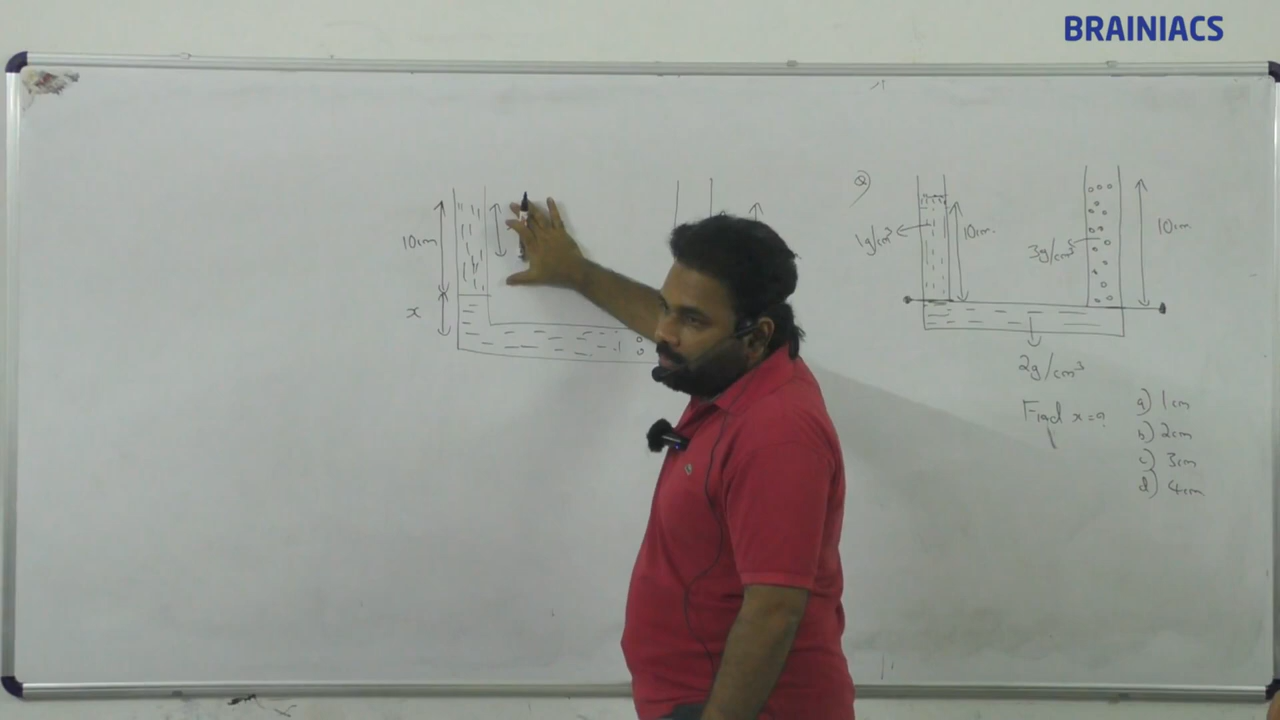 BRAINIACS
10cm
x
Q)
1g/cm³
10cm.
3g/cm³
10cm
2g/cm³
Find x=?
a) 1cm
b) 2cm
c) 3cm
d) 4cm